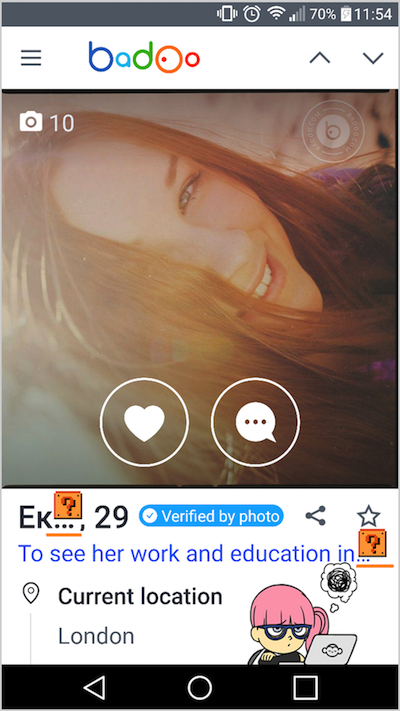 70% 11:54
badoo
10
Ек..., 29 Verified by photo
To see her work and education in...
Current location
London